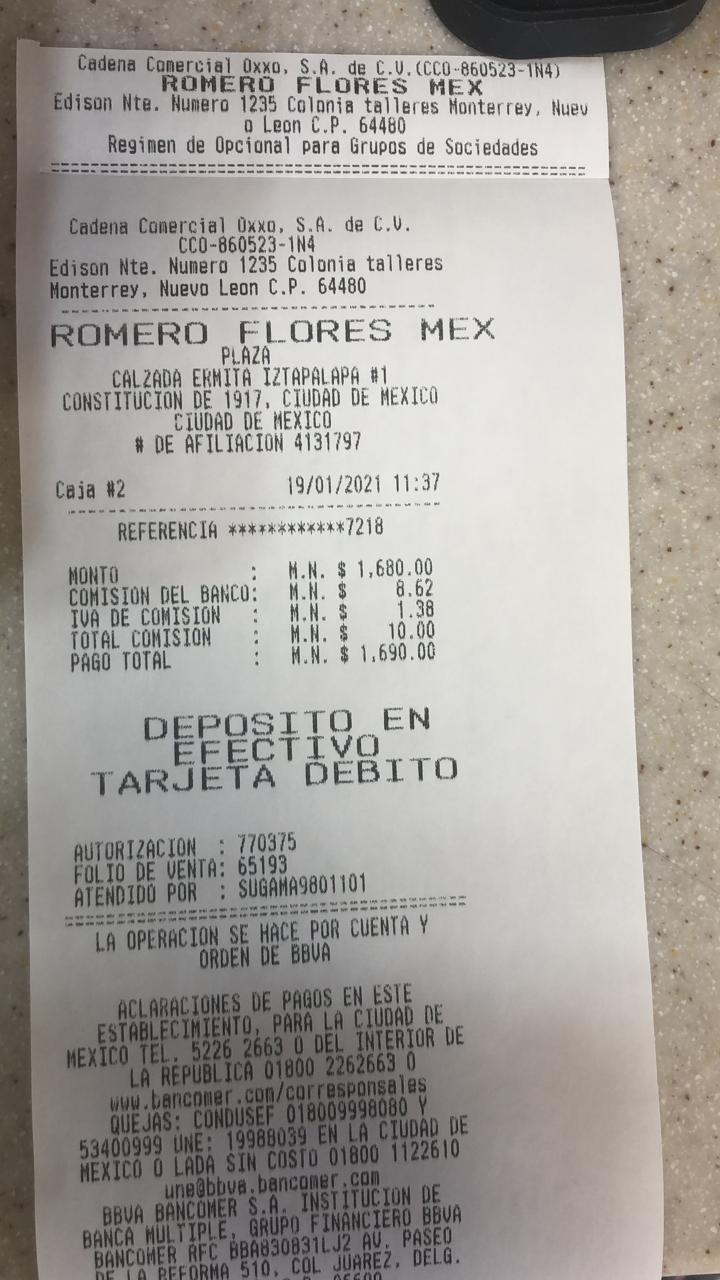 Cadena Comercial Oxxo, S.A. de C.V.(CCO-860523-1N4)
ROMERO FLORES MEX
Edison Nte. Numero 1235 Colonia talleres Monterrey, Nuev
o Leon C.P. 64480
Regimen de Opcional para Grupos de Sociedades
Cadena Comercial Oxxo, S.A. de C.V.
CCO-860523-1N4
Edison Nte. Numero 1235 Colonia talleres
Monterrey, Nuevo Leon C.P. 64480
ROMERO FLORES MEX
PLAZA
CALZADA ERMITA IZTAPALAPA #1
CONSTITUCION DE 1917, CIUDAD DE MEXICO
CIUDAD DE MEXICO
# DE AFILIACION 4131797
Caja #2 19/01/2021 11:37
REFERENCIA ************7218
MONTO : M.N. $ 1,680.00
COMISION DEL BANCO: M.N. $ 8.62
IVA DE COMISION : M.N. $ 1.38
TOTAL COMISION : M.N. $ 10.00
PAGO TOTAL : M.N. $ 1,690.00
DEPOSITO EN
EFECTIVO
TARJETA DEBITO
AUTORIZACION : 770375
FOLIO DE VENTA: 65193
ATENDIDO POR : SUGAMA9801101
LA OPERACION SE HACE POR CUENTA Y
ORDEN DE BBVA
ACLARACIONES DE PAGOS EN ESTE
ESTABLECIMIENTO, PARA LA CIUDAD DE
MEXICO TEL. 5226 2663 O DEL INTERIOR DE
LA REPUBLICA 01800 2262663 O
www.bancomer.com/corresponsales
QUEJAS: CONDUSEF 018009998080 Y
53400999 UNE: 19988039 EN LA CIUDAD DE
MEXICO O LADA SIN COSTO 01800 1122610
une@bbva.bancomer.com
BBVA BANCOMER S.A. INSTITUCION DE
BANCA MULTIPLE, GRUPO FINANCIERO BBVA
BANCOMER RFC BBA830831LJ2 AV. PASEO
DE LA REFORMA 510, COL JUAREZ, DELG.